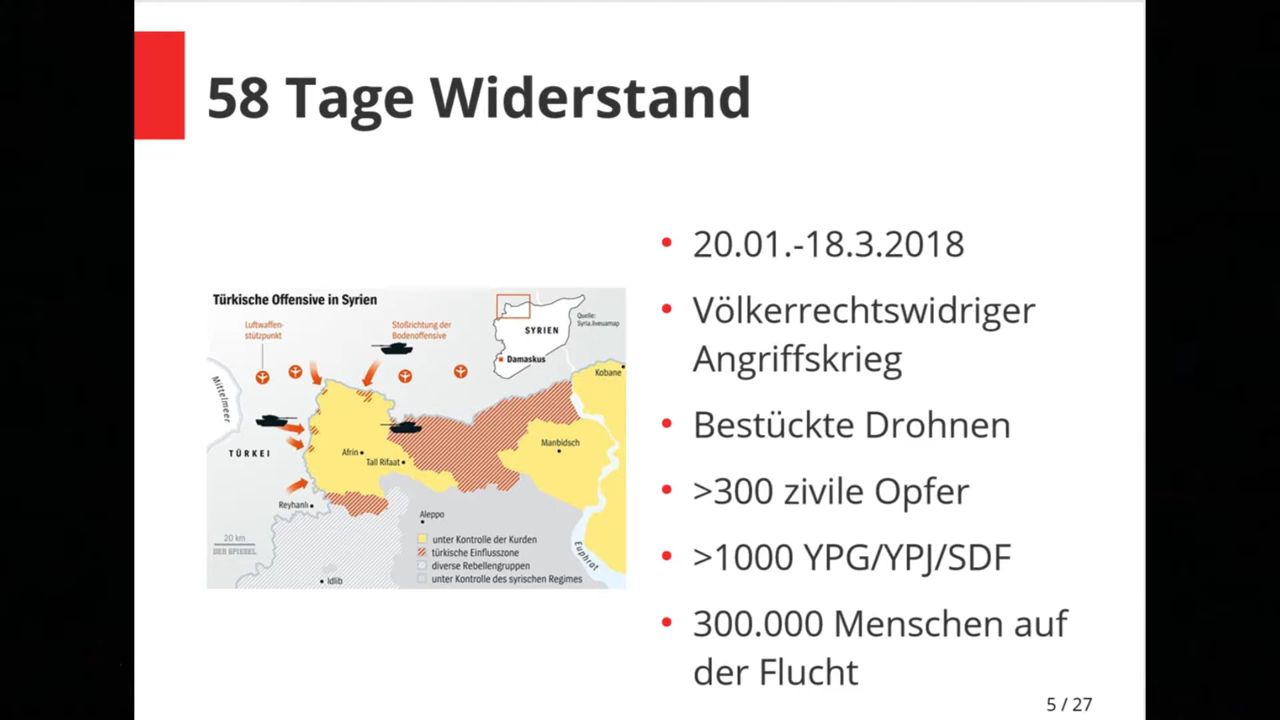 58 Tage Widerstand
Türkische Offensive in Syrien
Luftwaffen-
stützpunkt
Stoßrichtung der
Bodenoffensive
SYRIEN
Damaskus
Quelle:
Syria.liveuamap
Mittelmeer
Kobane
TÜRKEI
Afrin
Tall Rifaat
Manbidsch
Reyhanlı
Aleppo
20 km
DER SPIEGEL
Idlib
Euphrat
unter Kontrolle der Kurden
türkische Einflusszone
diverse Rebellengruppen
unter Kontrolle des syrischen Regimes
• 20.01.-18.3.2018
• Völkerrechtswidriger
Angriffskrieg
• Bestückte Drohnen
• >300 zivile Opfer
• >1000 YPG/YPJ/SDF
• 300.000 Menschen auf
der Flucht
5 / 27